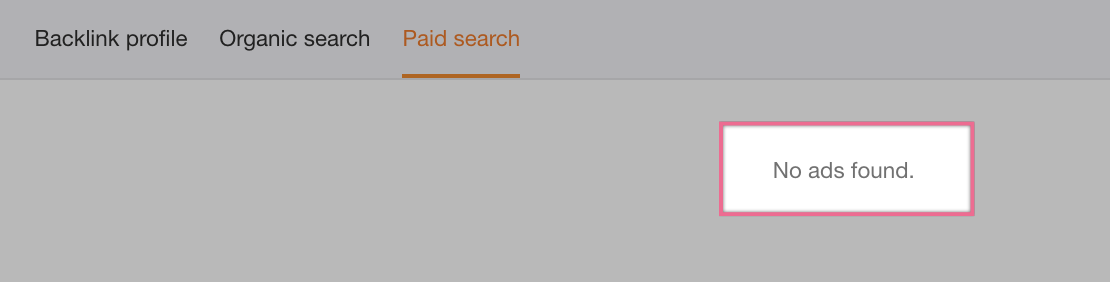 Backlink profile Organic search Paid search
No ads found.